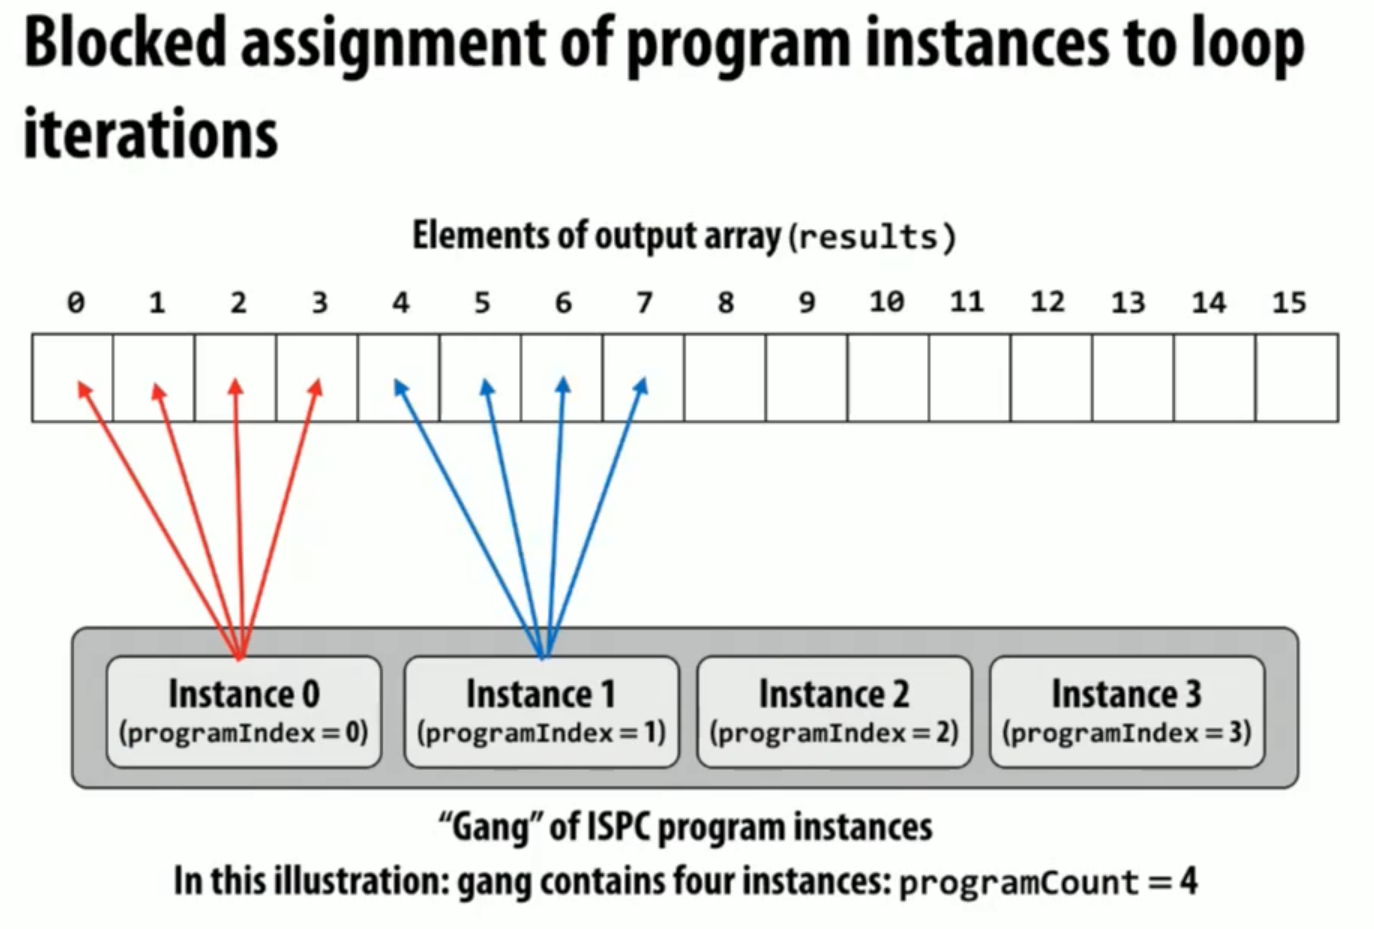 Blocked assignment of program instances to loop
iterations
Elements of output array (results)
0 1 2 3 4 5 6 7 8 9 10 11 12 13 14 15
Instance 0 Instance 1 Instance 2 Instance 3
(programIndex = 0) (programIndex = 1) (programIndex = 2) (programIndex = 3)
“Gang” of ISPC program instances
In this illustration: gang contains four instances: programCount = 4